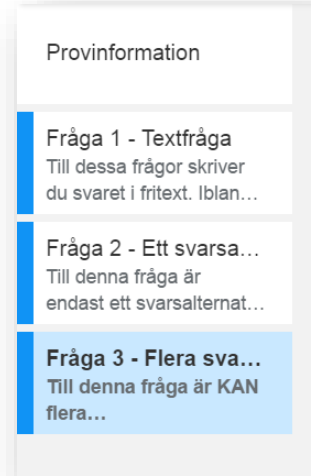 Provinformation
Fråga 1 - Textfråga
Till dessa frågor skriver
du svaret i fritext. Iblan...
Fråga 2 - Ett svarsa...
Till denna fråga är
endast ett svarsalternat...
Fråga 3 - Flera sva...
Till denna fråga är KAN
flera...